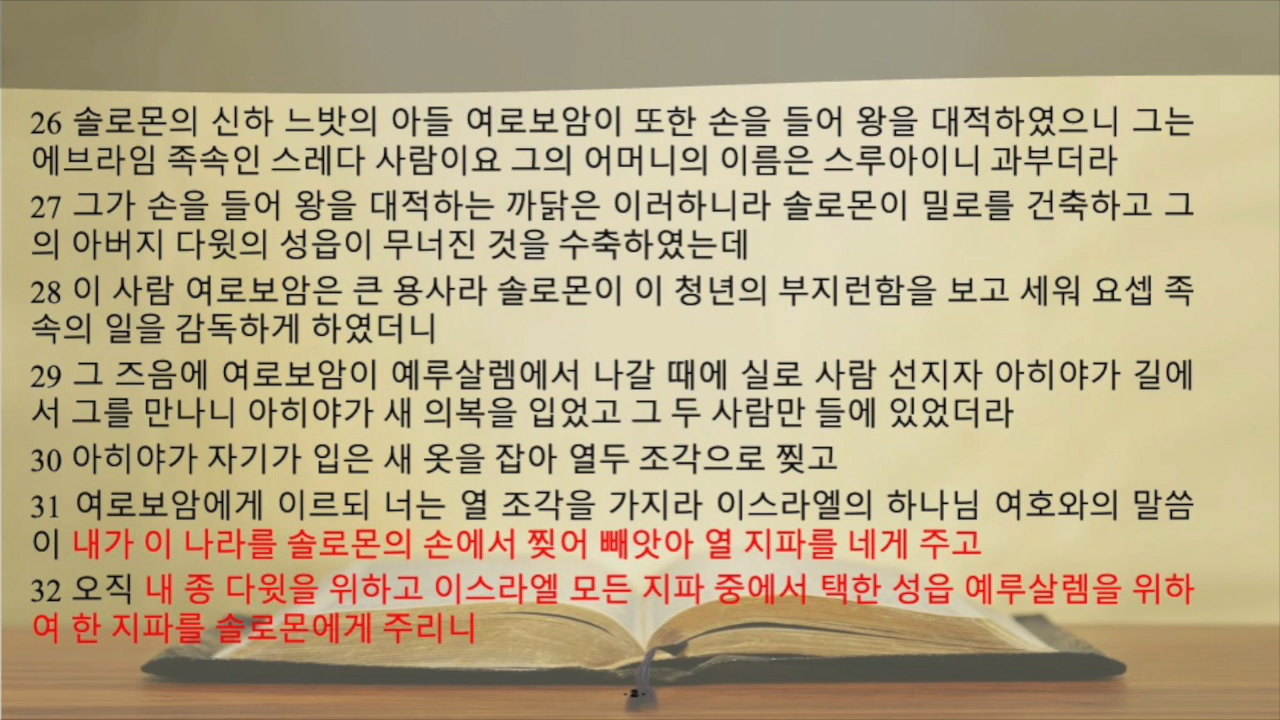 26 솔로몬의 신하 느밧의 아들 여로보암이 또한 손을 들어 왕을 대적하였으니 그는
에브라임 족속인 스레다 사람이요 그의 어머니의 이름은 스루아이니 과부더라
27 그가 손을 들어 왕을 대적하는 까닭은 이러하니라 솔로몬이 밀로를 건축하고 그
의 아버지 다윗의 성읍이 무너진 것을 수축하였는데
28 이 사람 여로보암은 큰 용사라 솔로몬이 이 청년의 부지런함을 보고 세워 요셉 족
속의 일을 감독하게 하였더니
29 그 즈음에 여로보암이 예루살렘에서 나갈 때에 실로 사람 선지자 아히야가 길에
서 그를 만나니 아히야가 새 의복을 입었고 그 두 사람만 들에 있었더라
30 아히야가 자기가 입은 새 옷을 잡아 열두 조각으로 찢고
31 여로보암에게 이르되 너는 열 조각을 가지라 이스라엘의 하나님 여호와의 말씀
이 내가 이 나라를 솔로몬의 손에서 찢어 빼앗아 열 지파를 네게 주고
32 오직 내 종 다윗을 위하고 이스라엘 모든 지파 중에서 택한 성읍 예루살렘을 위하
여 한 지파를 솔로몬에게 주리니
- 2 -